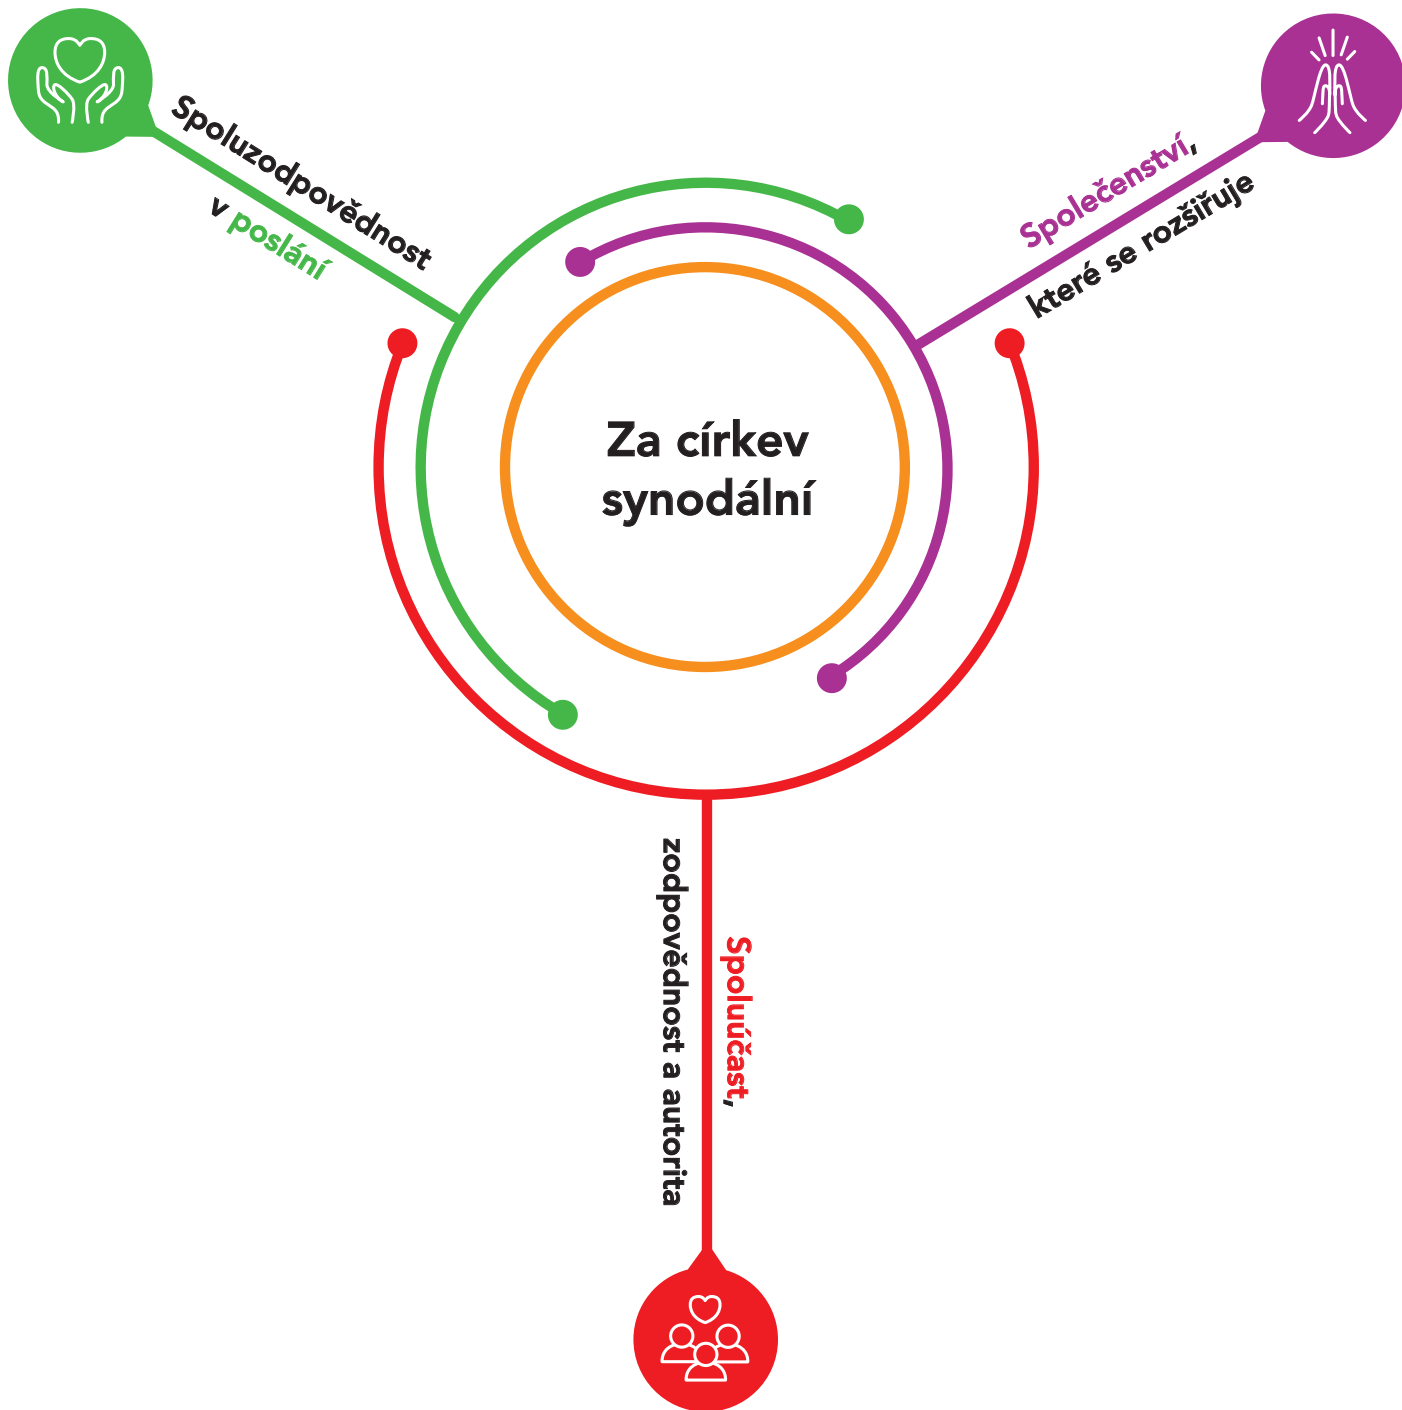 Spoluzodpovědnost
v poslání
Společenství,
které se rozšiřuje
Za církev
synodální
Spoluúčast,
zodpovědnost a autorita